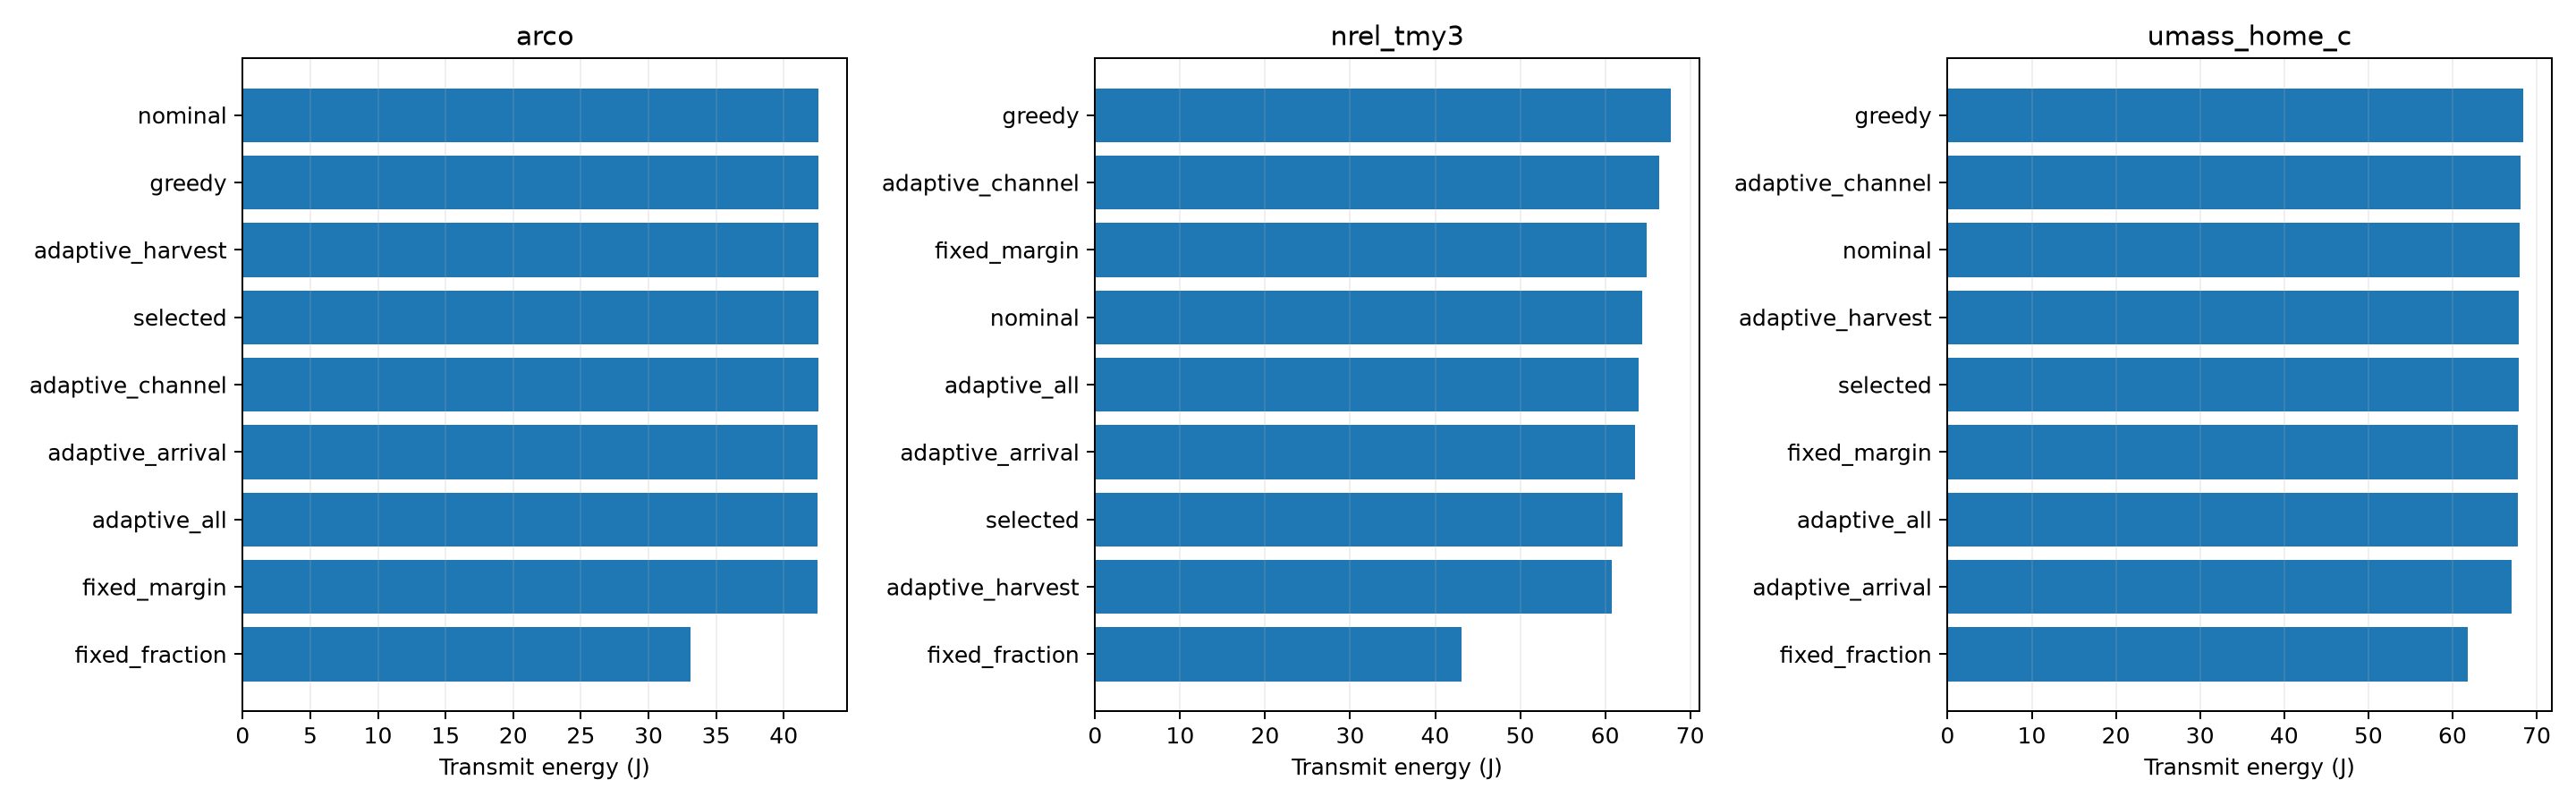 arco
nominal
greedy
adaptive_harvest
selected
adaptive_channel
adaptive_arrival
adaptive_all
fixed_margin
fixed_fraction
0 5 10 15 20 25 30 35 40
Transmit energy (J)
nrel_tmy3
greedy
adaptive_channel
fixed_margin
nominal
adaptive_all
adaptive_arrival
selected
adaptive_harvest
fixed_fraction
0 10 20 30 40 50 60 70
Transmit energy (J)
umass_home_c
greedy
adaptive_channel
nominal
adaptive_harvest
selected
fixed_margin
adaptive_all
adaptive_arrival
fixed_fraction
0 10 20 30 40 50 60 70
Transmit energy (J)